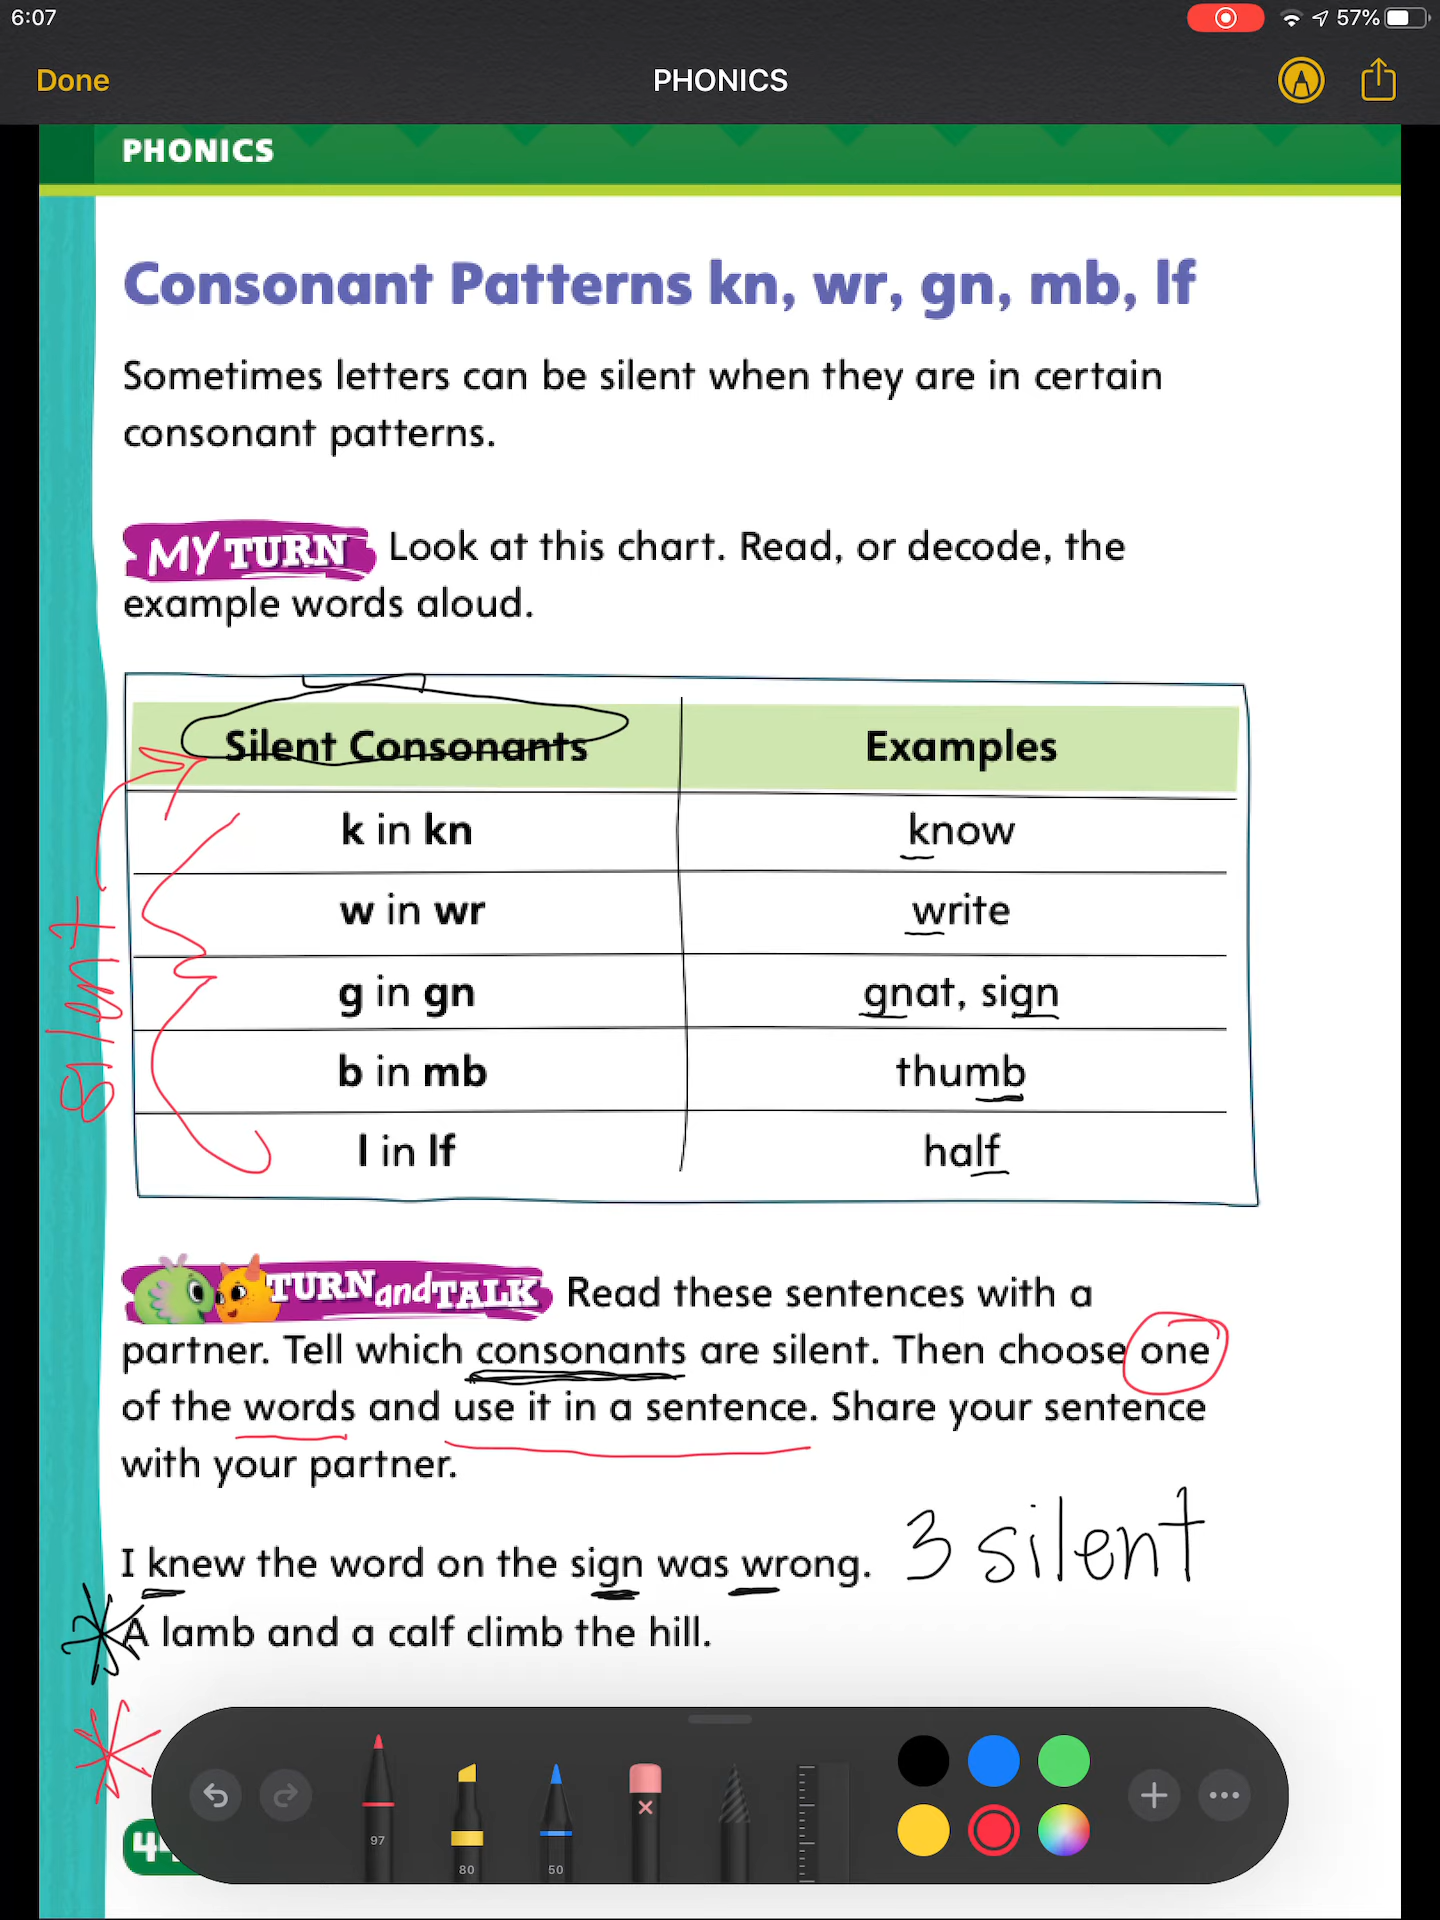 6:07
57%
Done
PHONICS
PHONICS
Consonant Patterns kn, wr, gn, mb, lf
Sometimes letters can be silent when they are in certain
consonant patterns.
MY TURN Look at this chart. Read, or decode, the
example words aloud.
Silent Consonants Examples
k in kn know
w in wr write
g in gn gnat, sign
b in mb thumb
l in lf half
silent
TURN and TALK Read these sentences with a
partner. Tell which consonants are silent. Then choose one
of the words and use it in a sentence. Share your sentence
with your partner.
I knew the word on the sign was wrong. 3 silent
A lamb and a calf climb the hill.
97
80
50